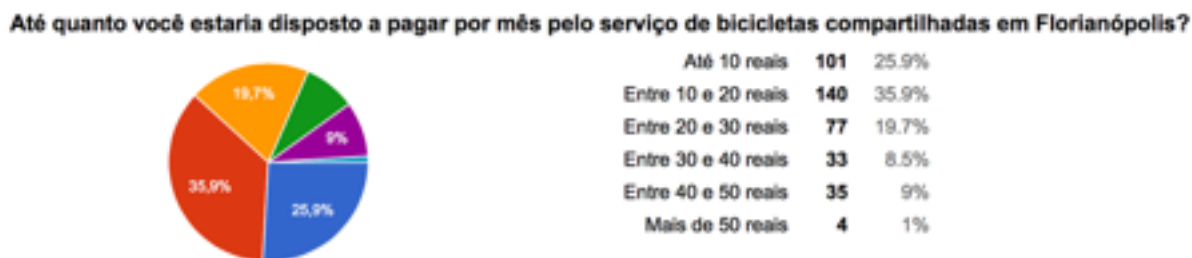 Até quanto você estaria disposto a pagar por mês pelo serviço de bicicletas compartilhadas em Florianópolis?
19,7%
9%
35,9%
25,9%
Até 10 reais 101 25.9%
Entre 10 e 20 reais 140 35.9%
Entre 20 e 30 reais 77 19.7%
Entre 30 e 40 reais 33 8.5%
Entre 40 e 50 reais 35 9%
Mais de 50 reais 4 1%